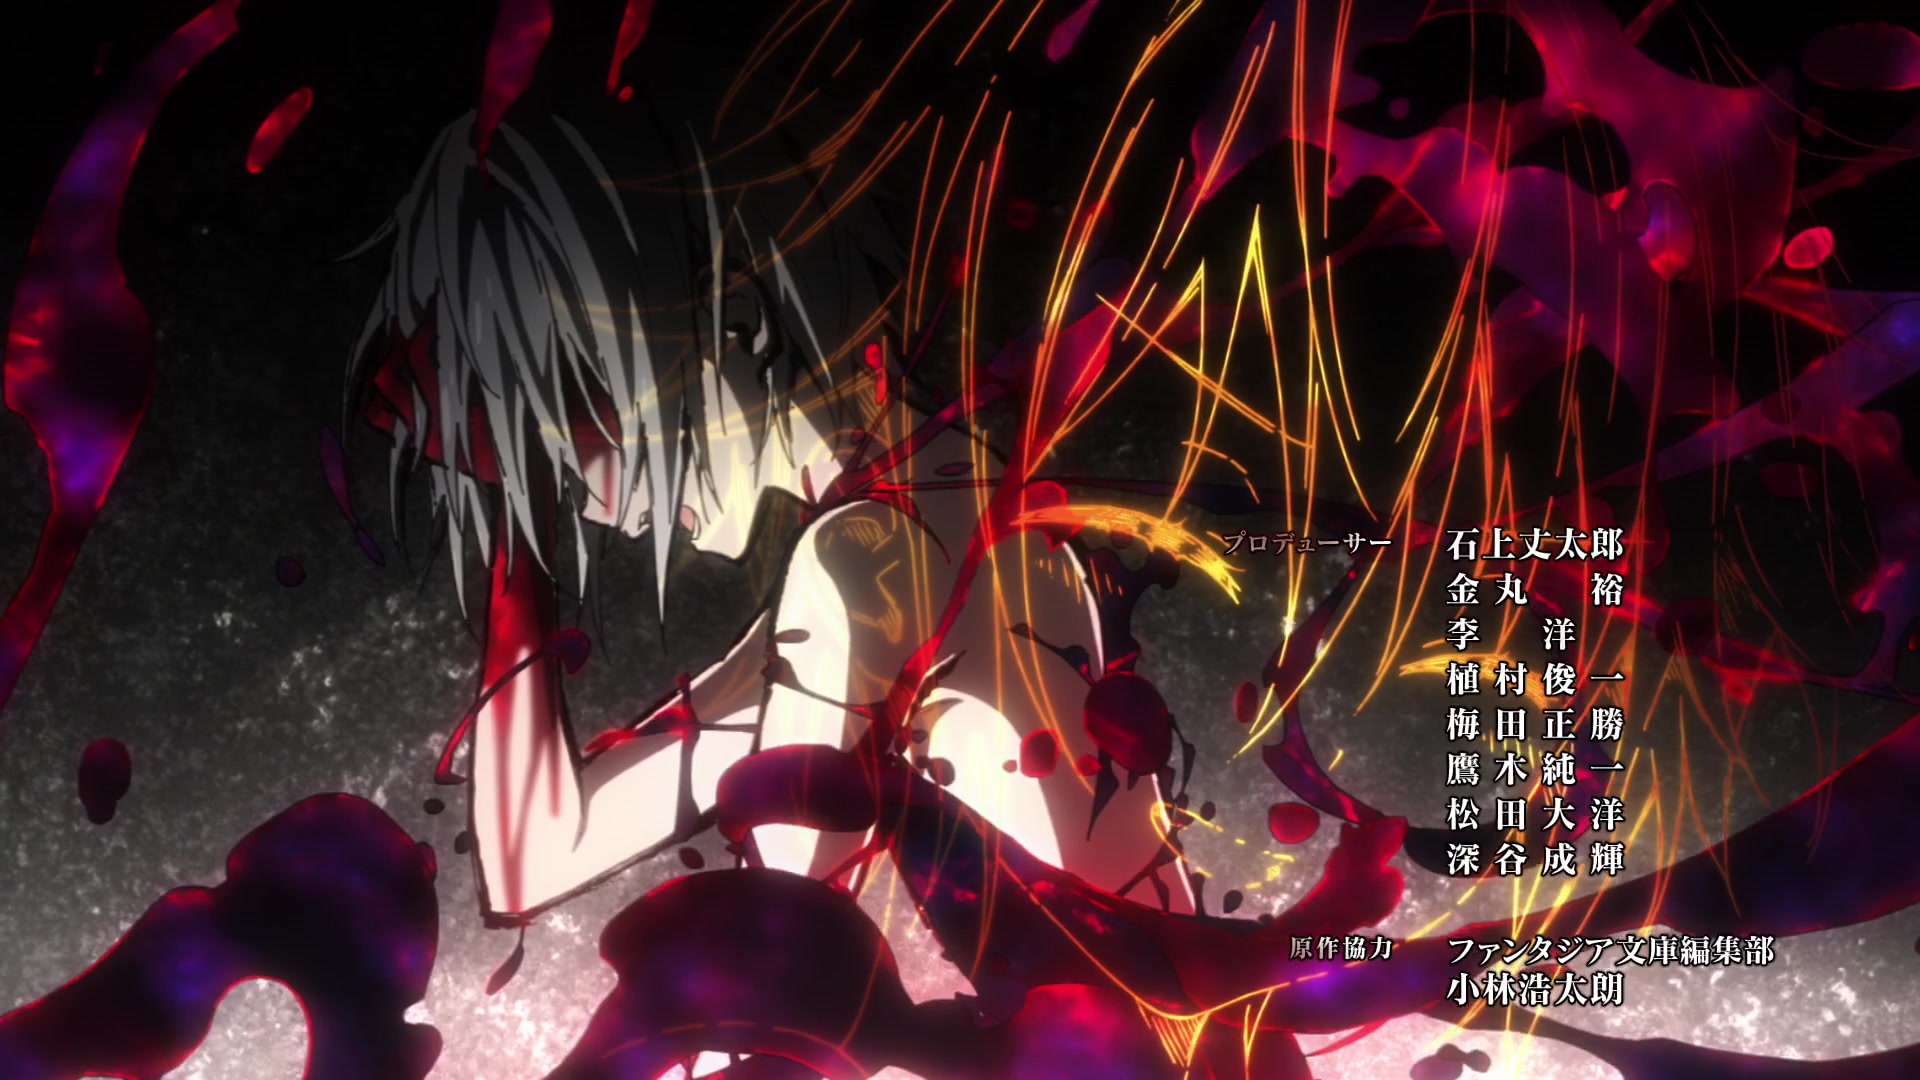 プロデューサー 石上丈太郎
金丸 裕
李 洋
植村俊一
梅田正勝
鷹木純一
松田大洋
深谷成輝
原作協力 ファンタジア文庫編集部
小林浩太朗